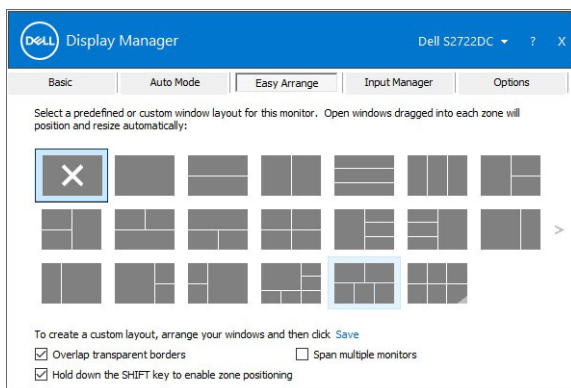 DELL Display Manager Dell S2722DC ? X
Basic Auto Mode Easy Arrange Input Manager Options
Select a predefined or custom window layout for this monitor. Open windows dragged into each zone will
position and resize automatically:
To create a custom layout, arrange your windows and then click Save
Overlap transparent borders Span multiple monitors
Hold down the SHIFT key to enable zone positioning